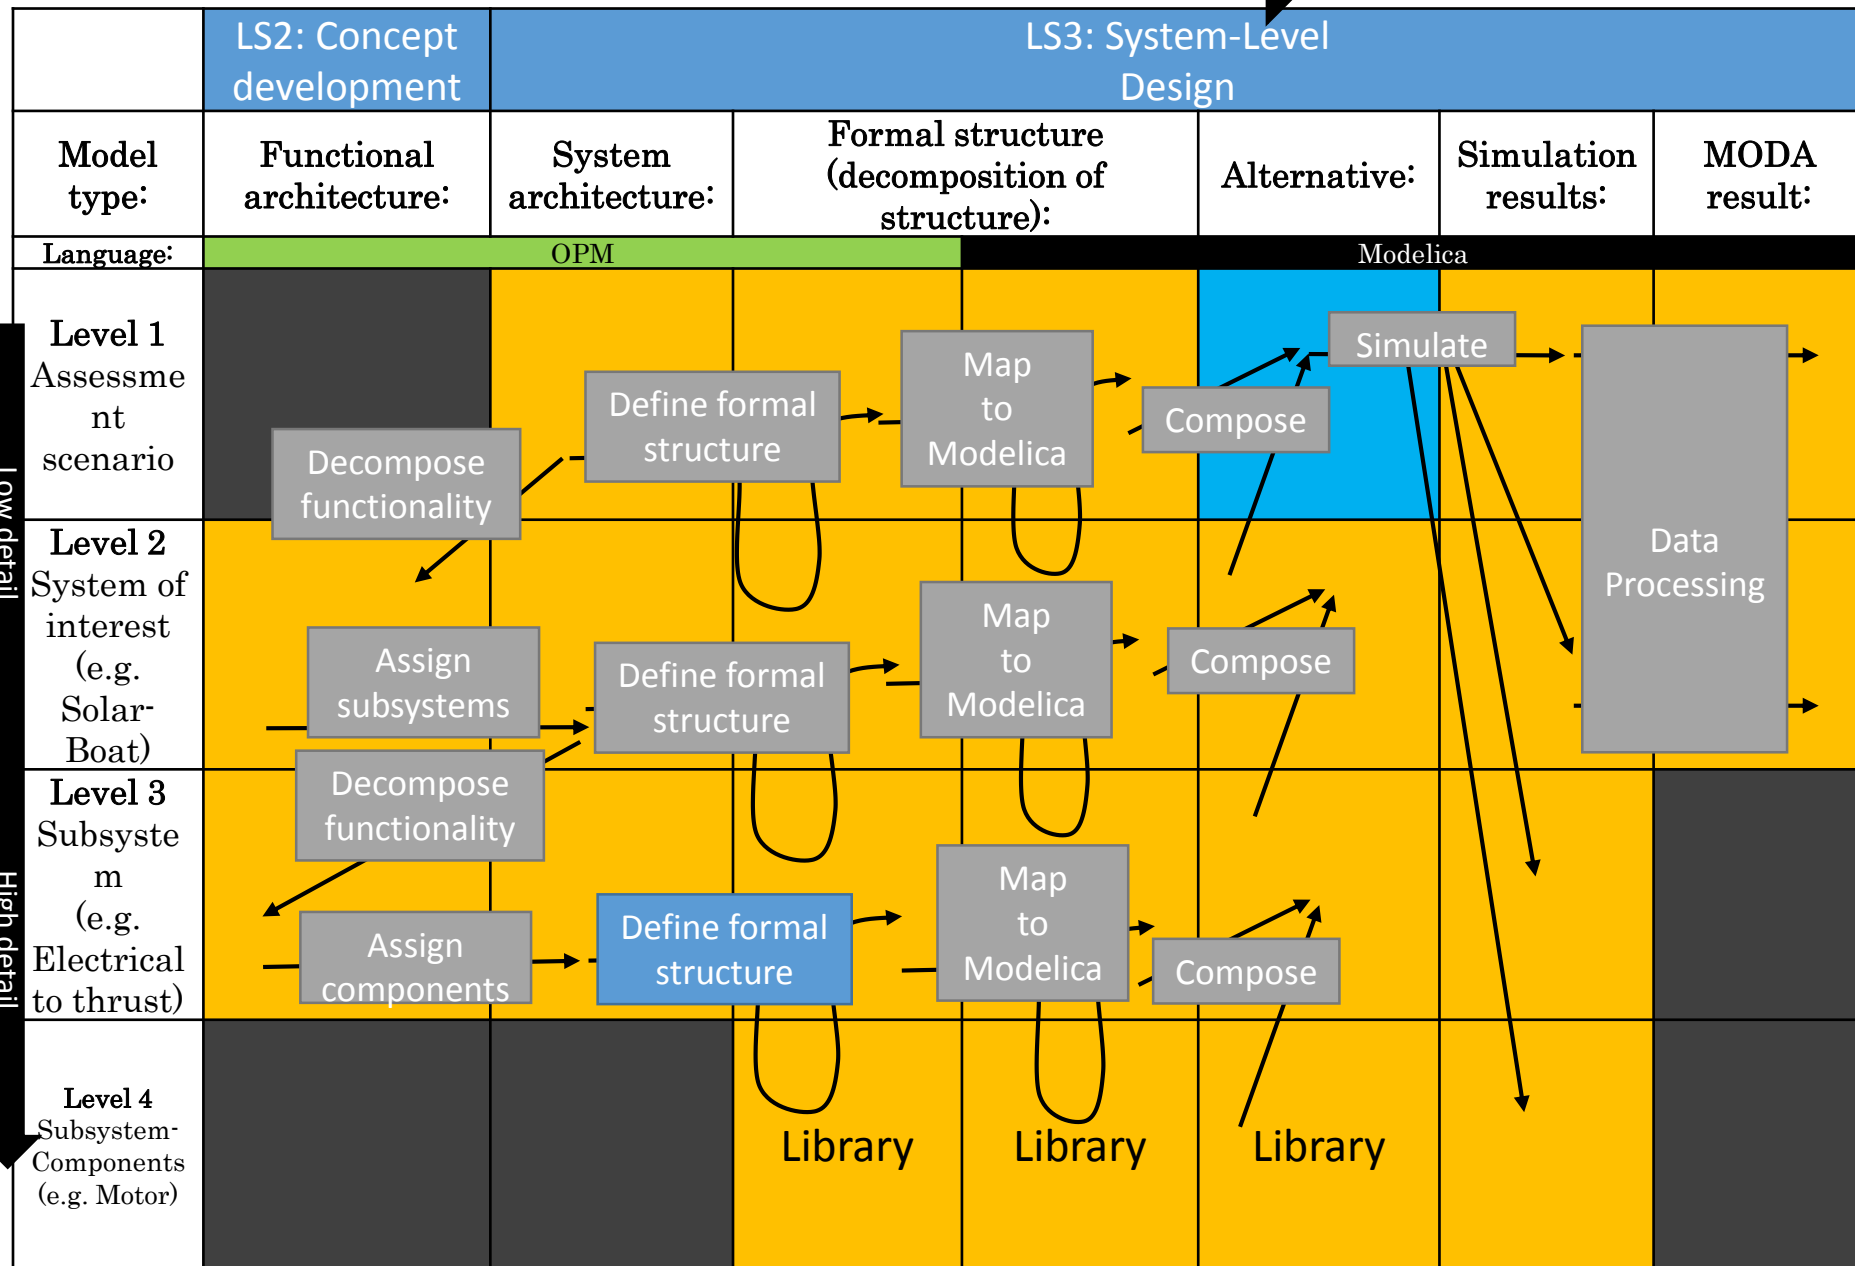 LS2: Concept
development
LS3: System-Level
Design
Model
type:
Functional
architecture:
System
architecture:
Formal structure
(decomposition of
structure):
Alternative:
Simulation
results:
MODA
result:
Language:
OPM
Modelica
Low detail
High detail
Level 1
Assessme
nt
scenario
Decompose
functionality
Define formal
structure
Map
to
Modelica
Compose
Simulate
Data
Processing
Level 2
System of
interest
(e.g.
Solar-
Boat)
Assign
subsystems
Define formal
structure
Map
to
Modelica
Compose
Decompose
functionality
Level 3
Subsyste
m
(e.g.
Electrical
to thrust)
Assign
components
Define formal
structure
Map
to
Modelica
Compose
Level 4
Subsystem-
Components
(e.g. Motor)
Library
Library
Library